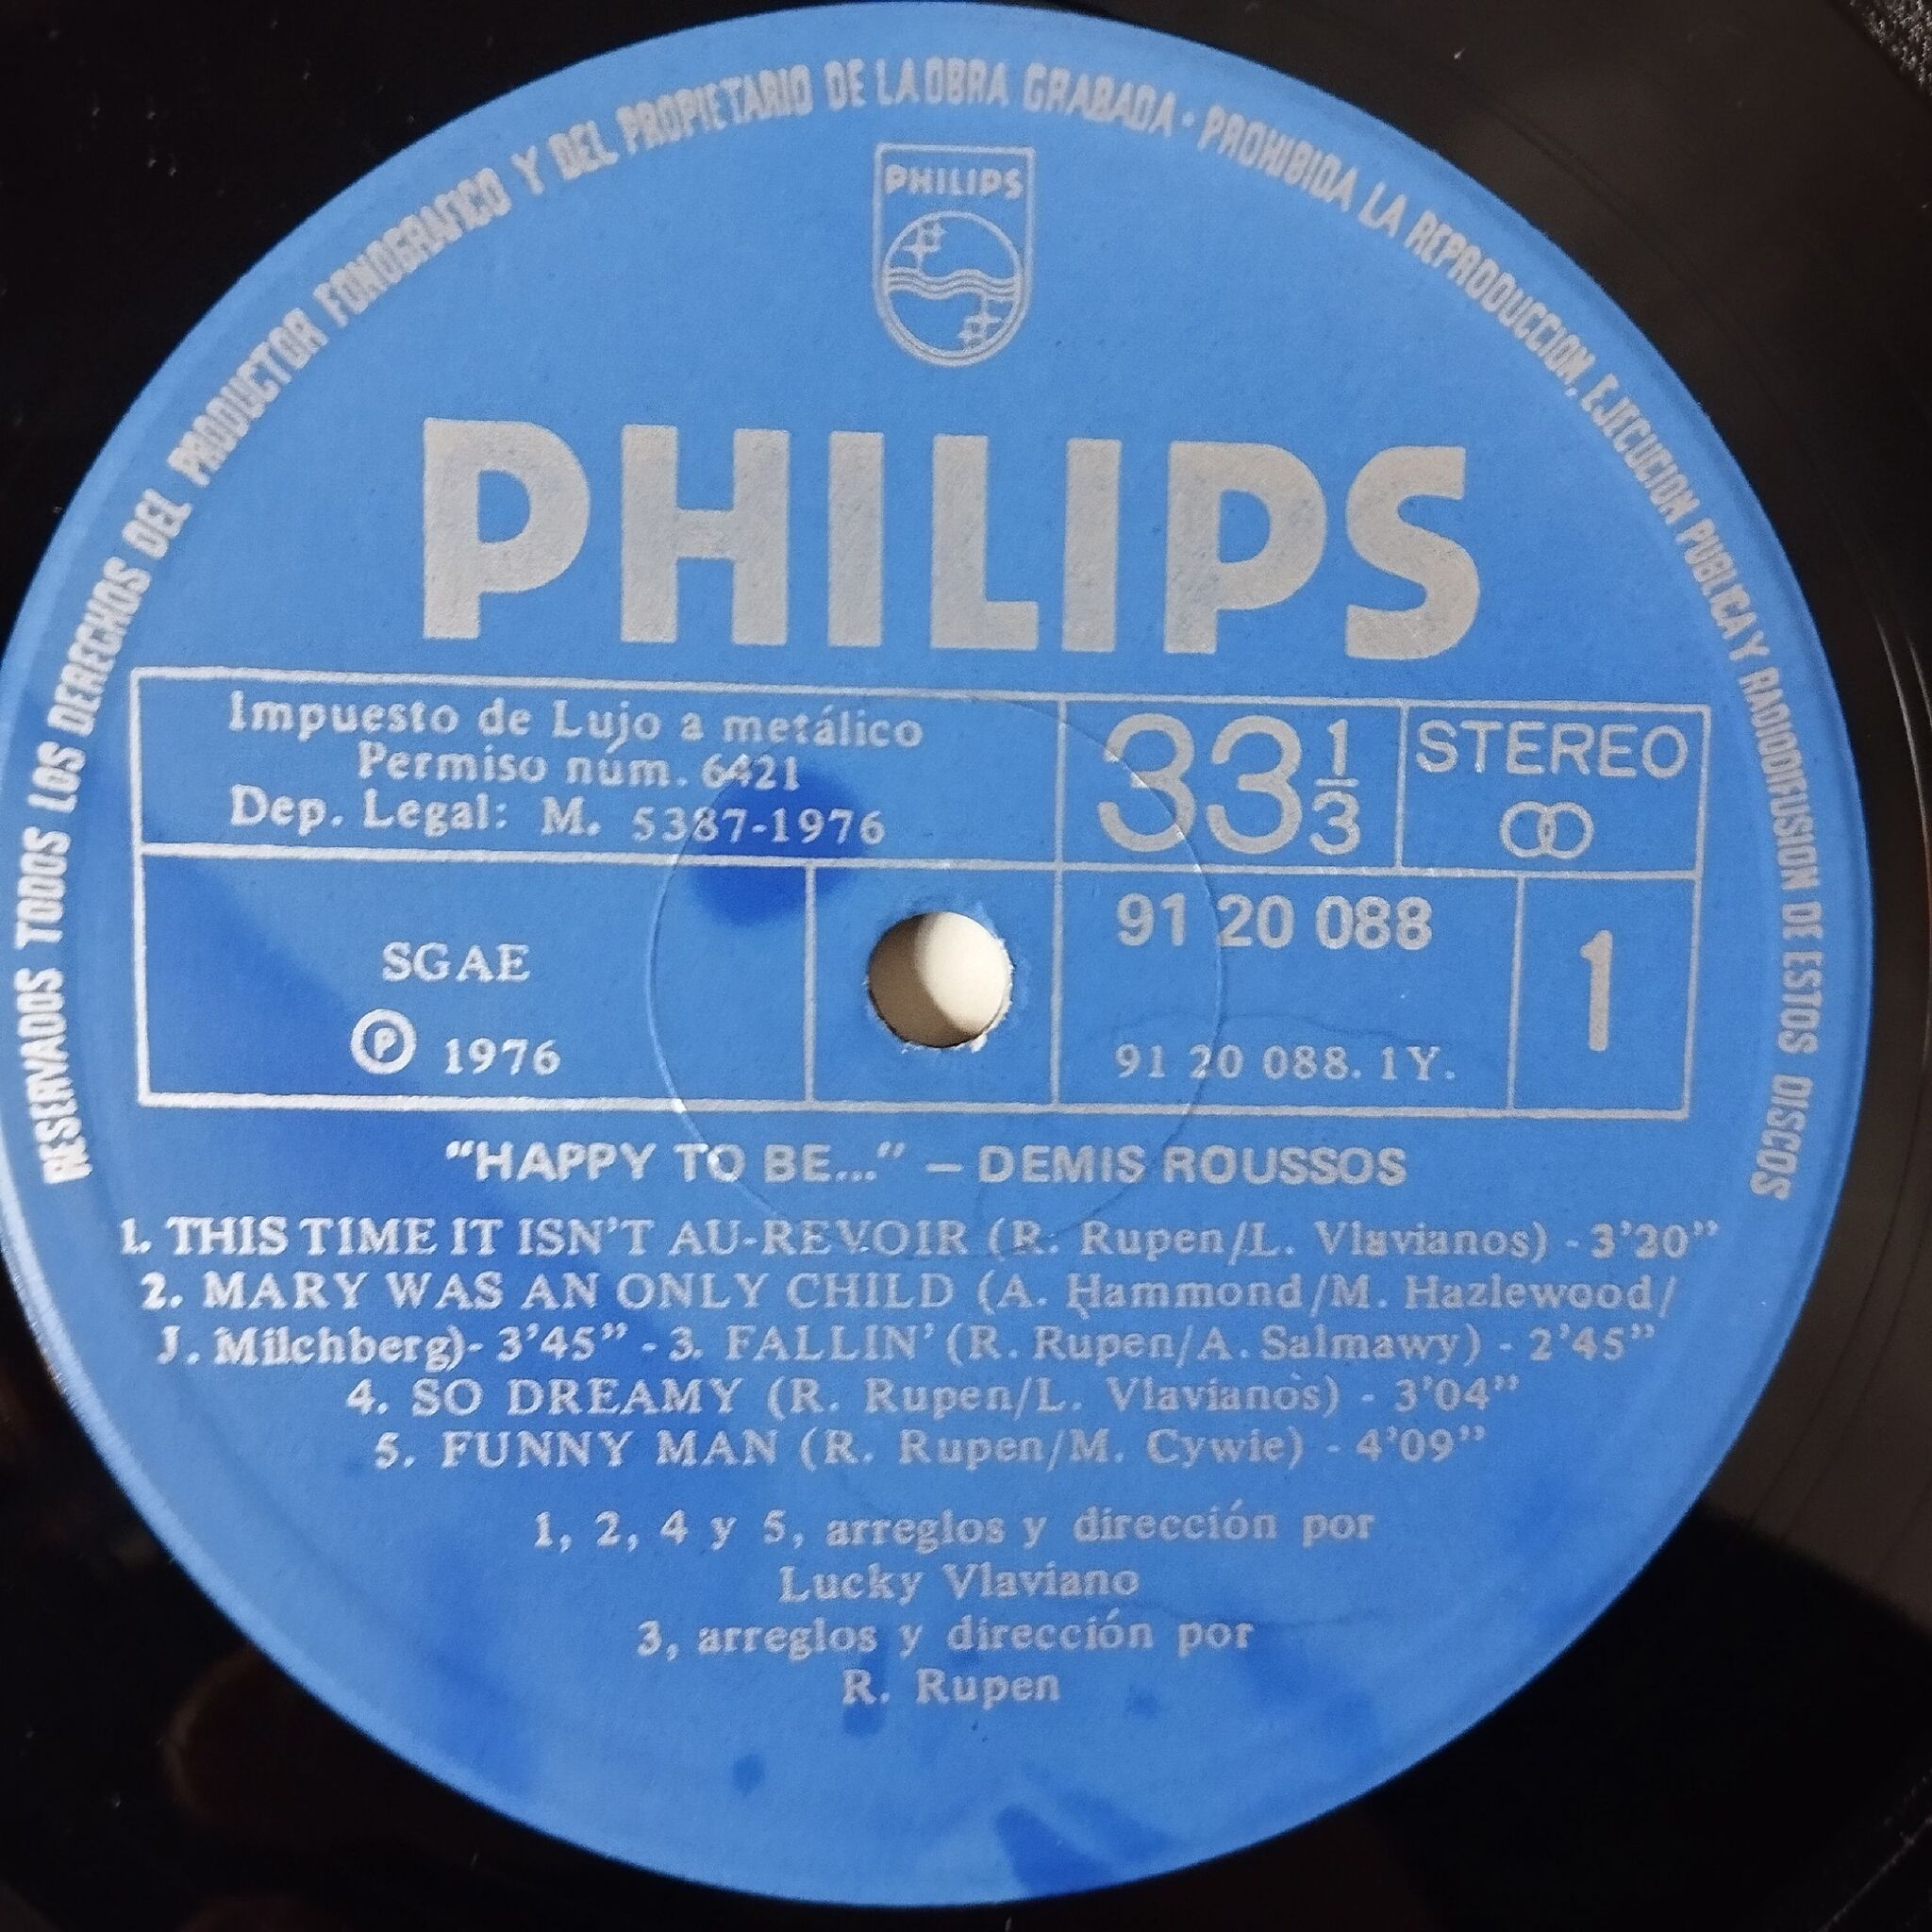 RESERVADOS TODOS LOS DERECHOS DEL PRODUCTOR FONOGRAFICO Y DEL PROPIETARIO DE LA OBRA GRABADA · PROHIBIDA LA REPRODUCCION, EJECUCION PUBLICA Y RADIODIFUSION DE ESTOS DISCOS
PHILIPS
PHILIPS
Impuesto de Lujo a metálico
Permiso núm. 6421
Dep. Legal: M. 5387-1976
33 1/3
STEREO
SGAE
Ⓟ 1976
91 20 088
91 20 088. 1Y.
1
“HAPPY TO BE...” — DEMIS ROUSSOS
1. THIS TIME IT ISN'T AU-REVOIR (R. Rupen/L. Vlavianos) - 3'20”
2. MARY WAS AN ONLY CHILD (A. Hammond/M. Hazlewood/
J. Milchberg)- 3'45” - 3. FALLIN' (R. Rupen/A. Salmawy) - 2'45”
4. SO DREAMY (R. Rupen/L. Vlavianos) - 3'04”
5. FUNNY MAN (R. Rupen/M. Cywie) - 4'09”
1, 2, 4 y 5, arreglos y dirección por
Lucky Vlaviano
3, arreglos y dirección por
R. Rupen